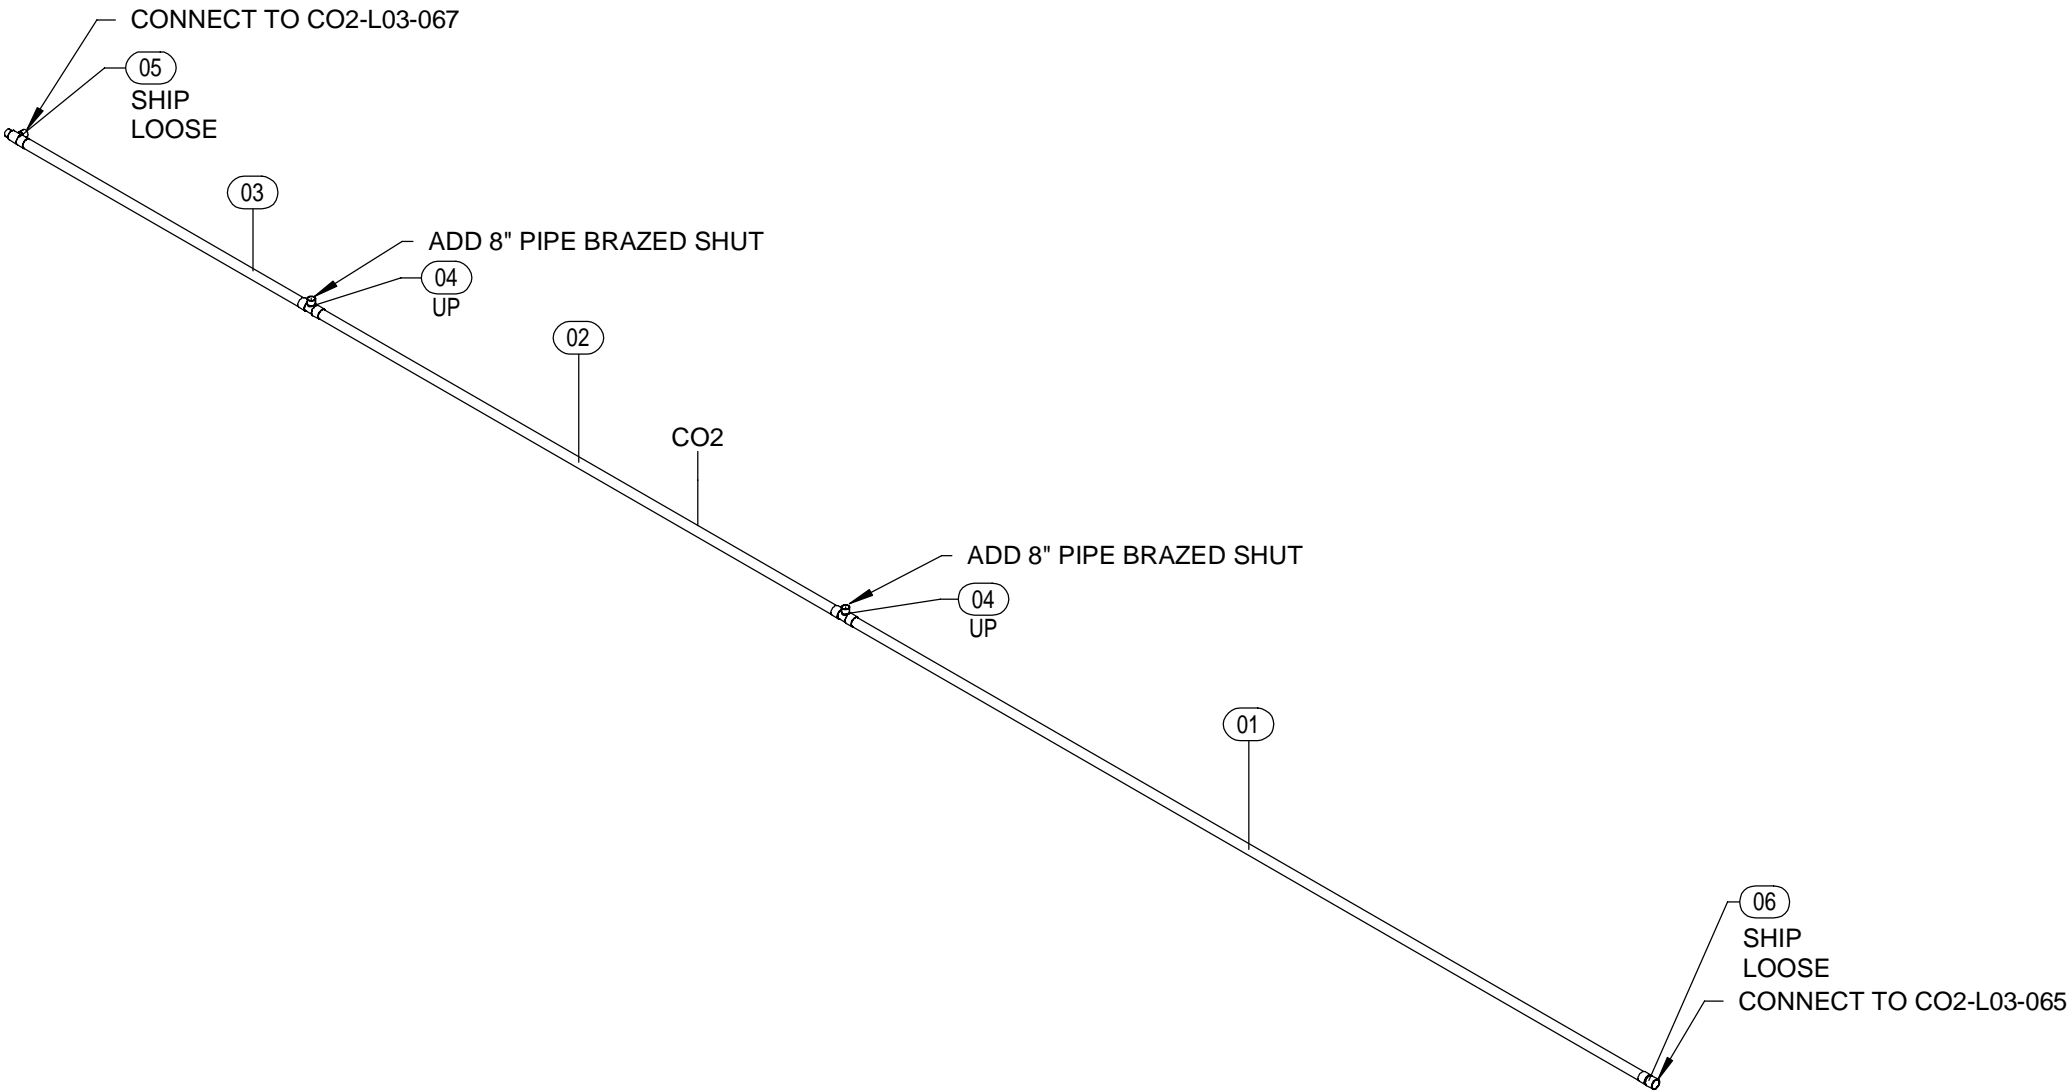 CONNECT TO CO2-L03-067
05
SHIP
LOOSE
03
ADD 8" PIPE BRAZED SHUT
04
UP
02
CO2
ADD 8" PIPE BRAZED SHUT
04
UP
01
06
SHIP
LOOSE
CONNECT TO CO2-L03-065